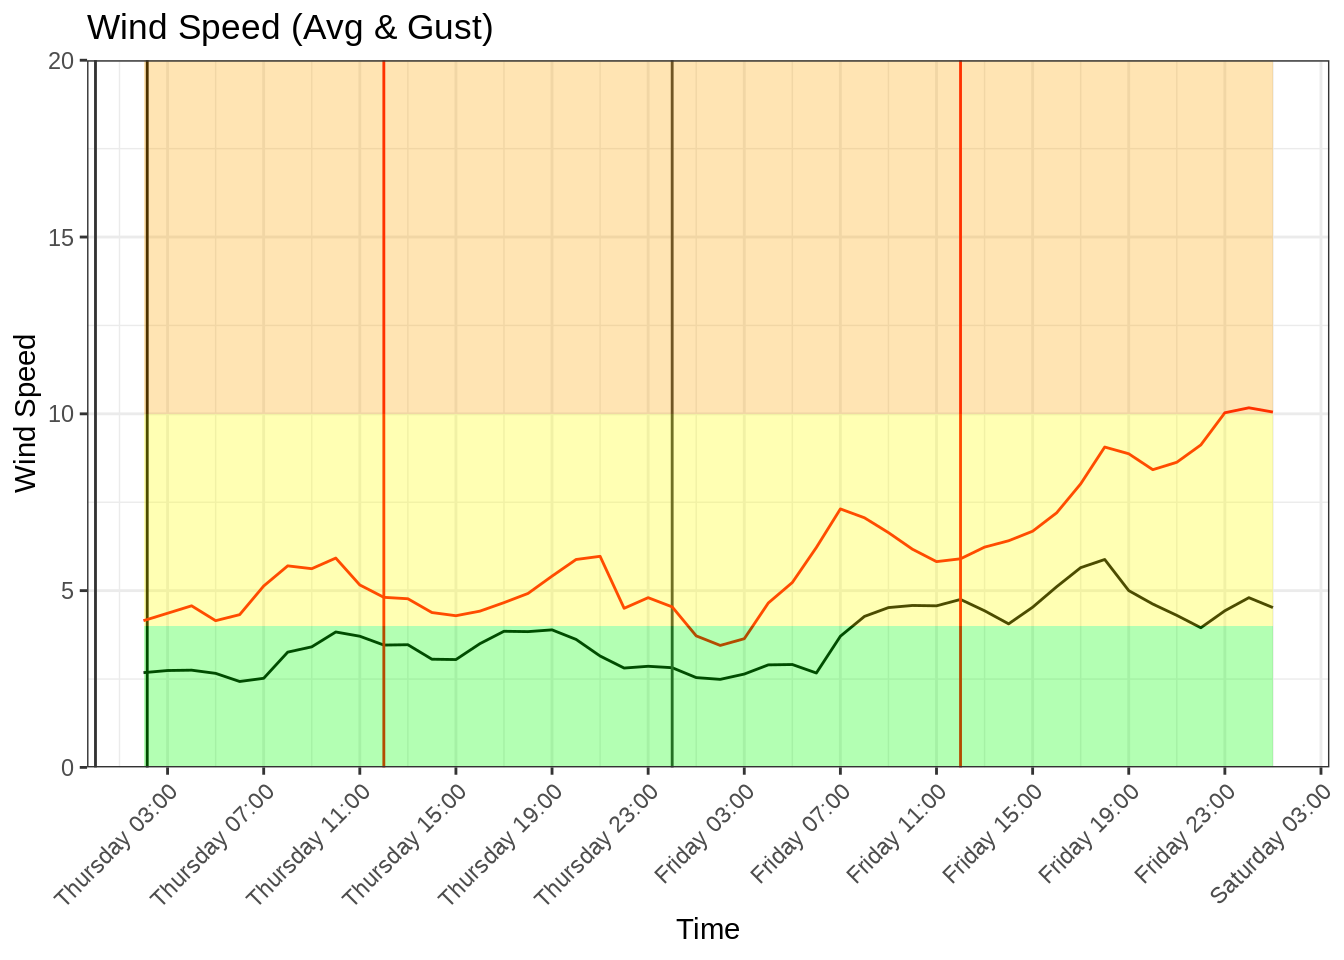 Wind Speed (Avg & Gust)
20
15
10
5
0
Wind Speed
Thursday 03:00
Thursday 07:00
Thursday 11:00
Thursday 15:00
Thursday 19:00
Thursday 23:00
Friday 03:00
Friday 07:00
Friday 11:00
Friday 15:00
Friday 19:00
Friday 23:00
Saturday 03:00
Time